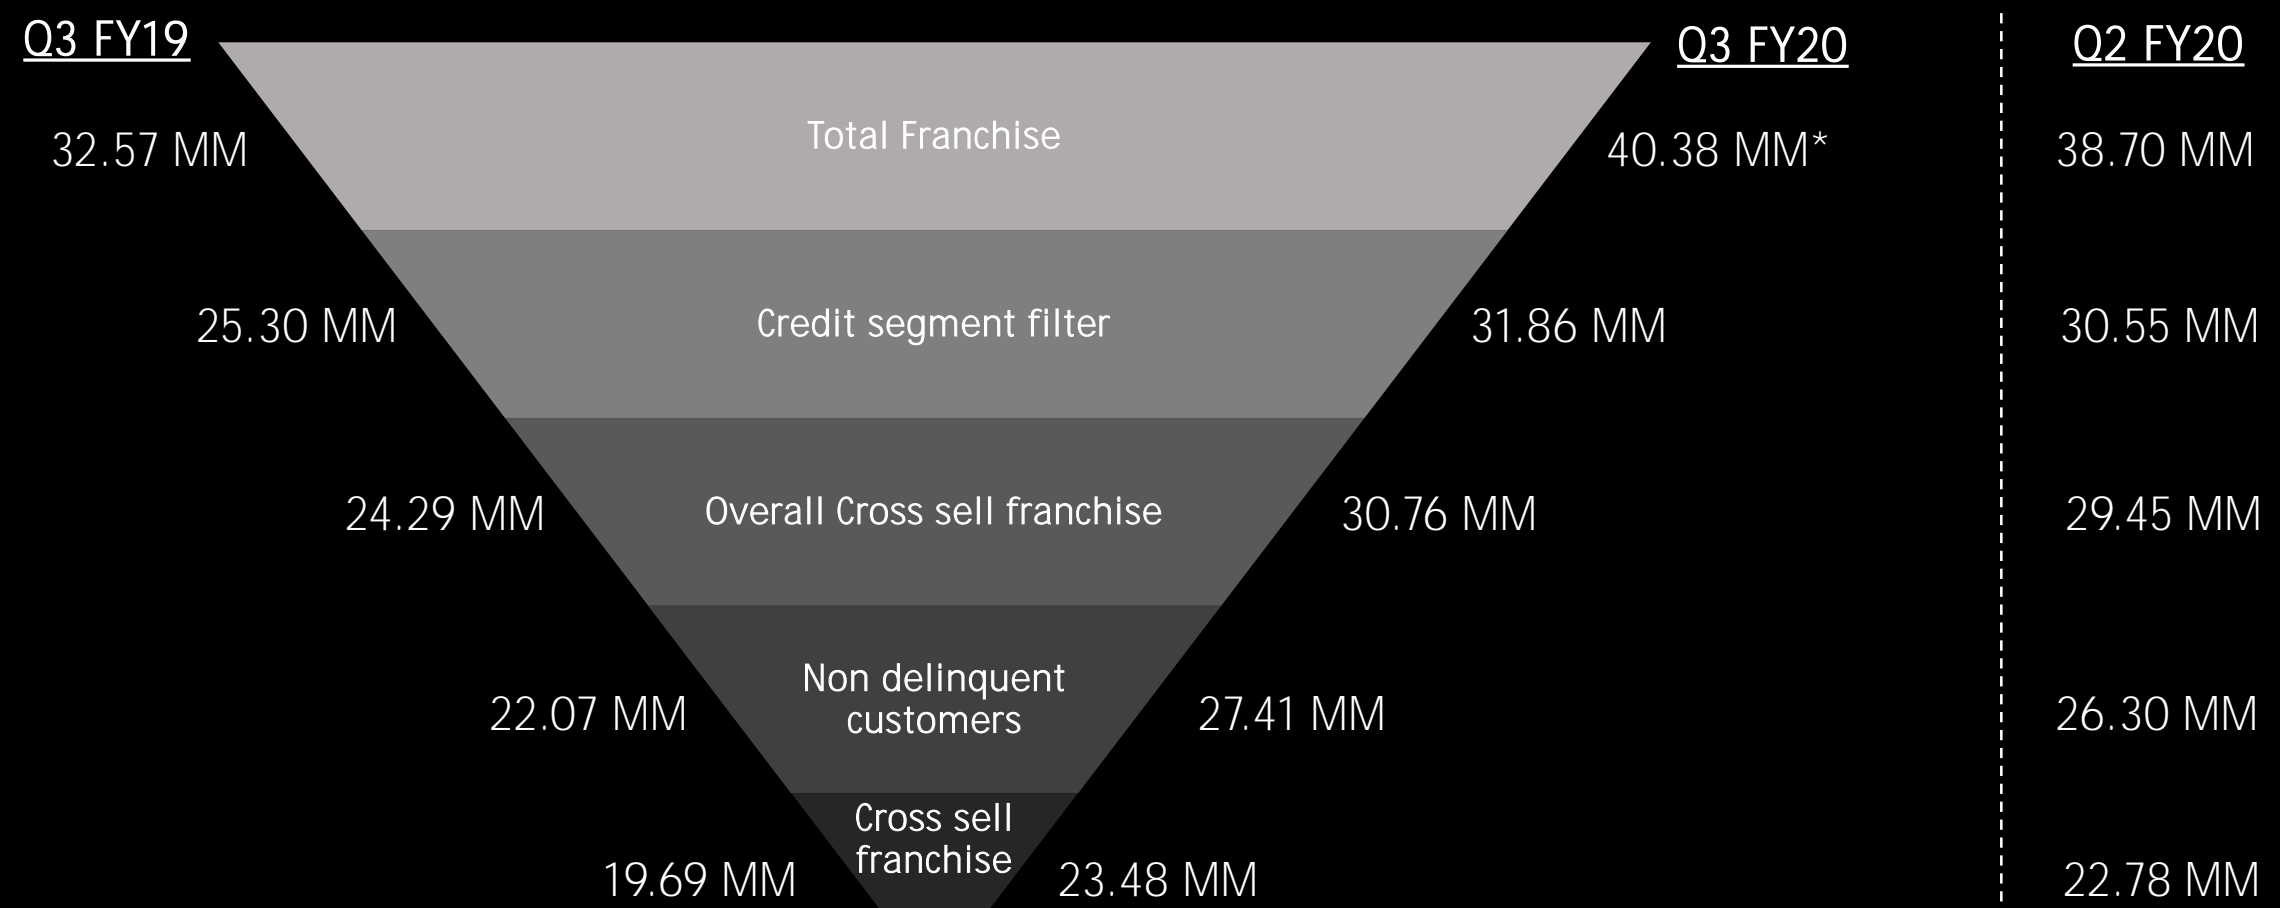 Q3 FY19
Q3 FY20
Q2 FY20
32.57 MM
Total Franchise
40.38 MM*
38.70 MM
25.30 MM
Credit segment filter
31.86 MM
30.55 MM
24.29 MM
Overall Cross sell franchise
30.76 MM
29.45 MM
22.07 MM
Non delinquent
customers
27.41 MM
26.30 MM
19.69 MM
Cross sell
franchise
23.48 MM
22.78 MM